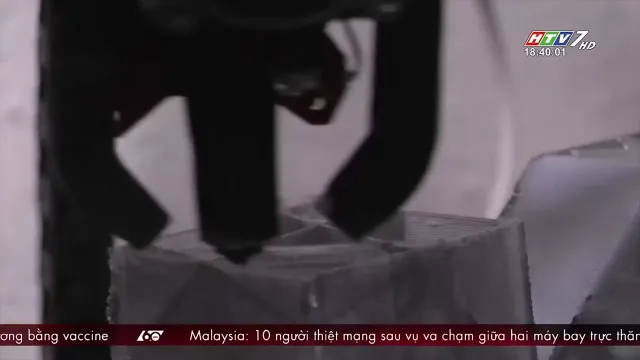 HTV7 HD
18:40:01
ơng bằng vaccine 60 Malaysia: 10 người thiệt mạng sau vụ va chạm giữa hai máy bay trực thăn